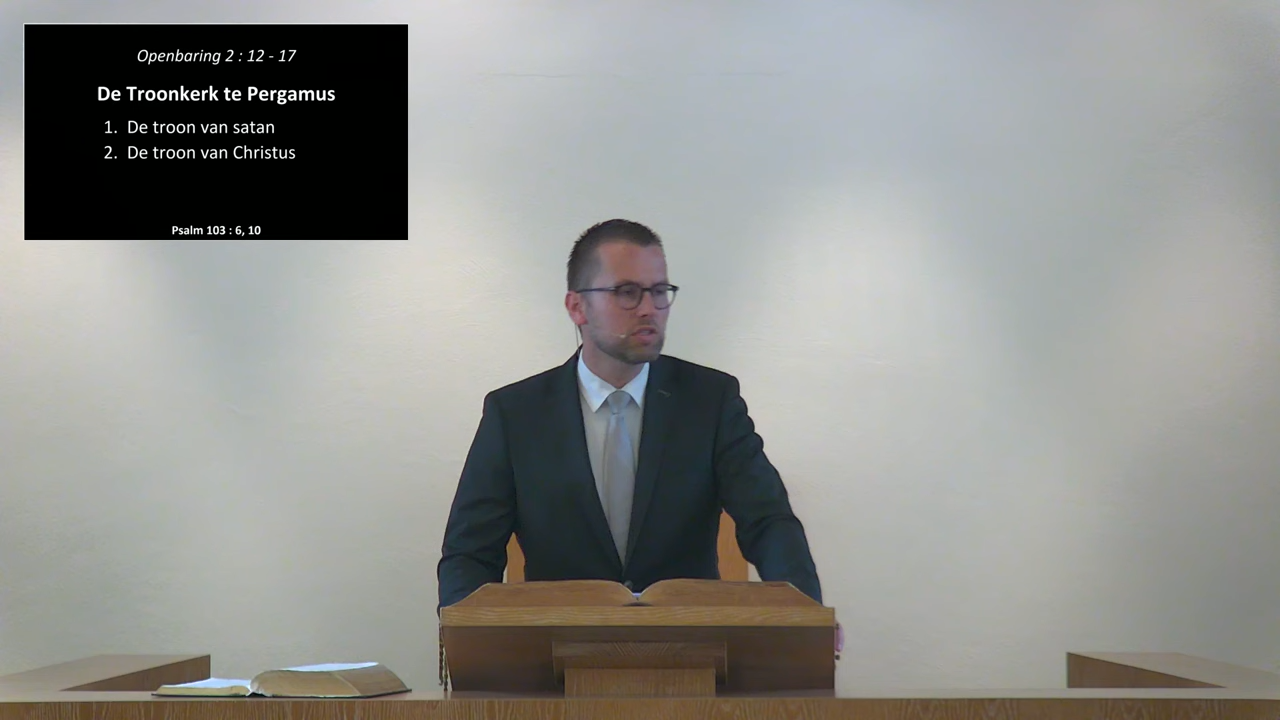 Openbaring 2 : 12 - 17
De Troonkerk te Pergamus
1. De troon van satan
2. De troon van Christus
Psalm 103 : 6, 10